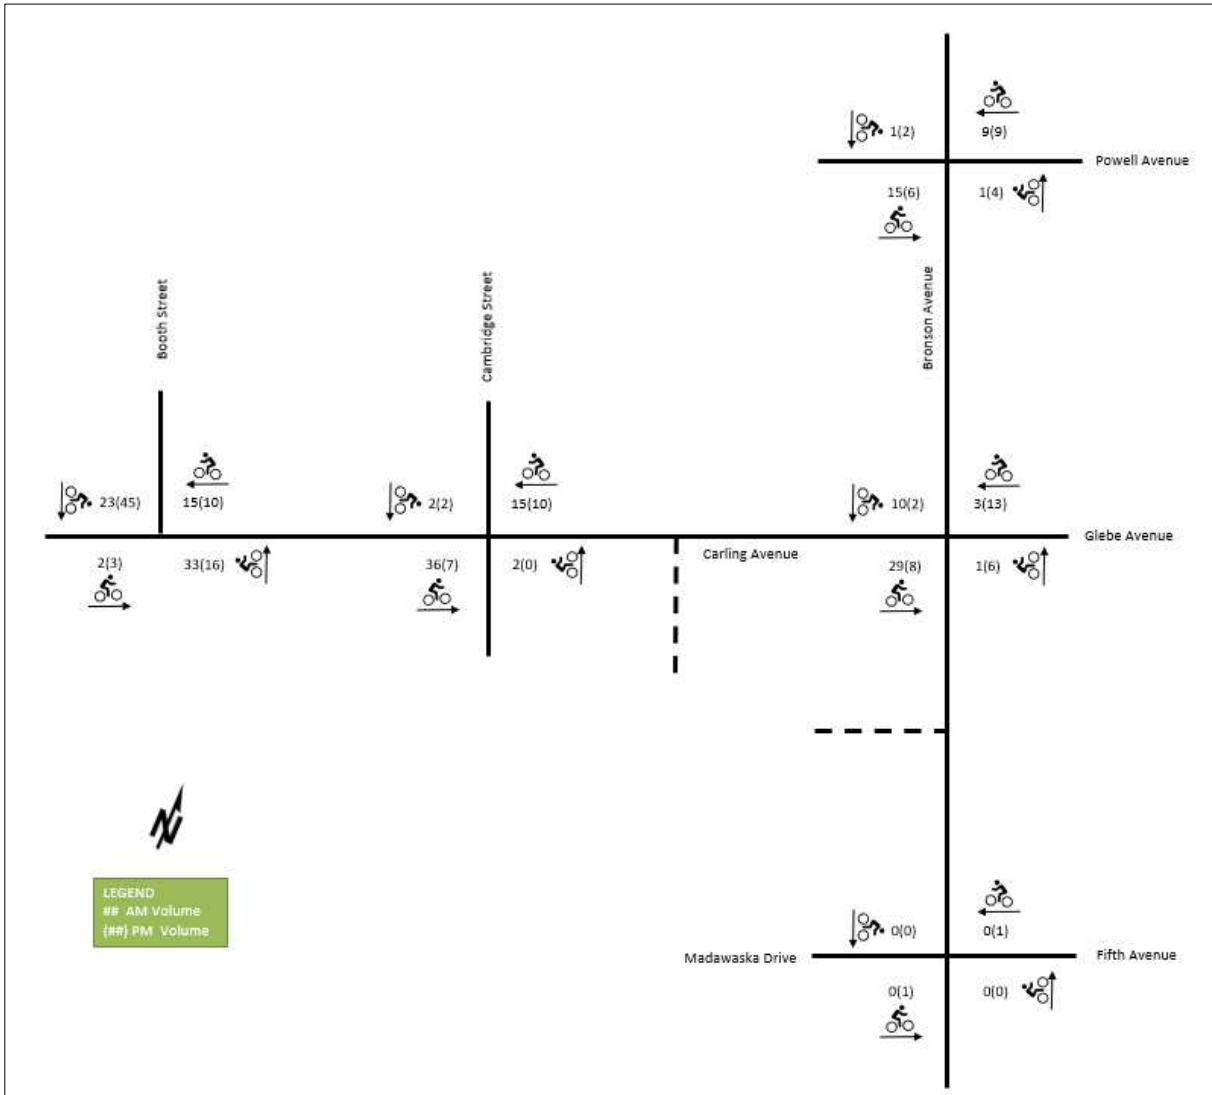 1(2)
9(9)
Powell Avenue
15(6)
1(4)
Booth Street
Cambridge Street
Bronson Avenue
23(45)
15(10)
2(2)
15(10)
10(2)
3(13)
Glebe Avenue
2(3)
33(16)
36(7)
2(0)
Carling Avenue
29(8)
1(6)
N
LEGEND
## AM Volume
(##) PM Volume
0(0)
0(1)
Madawaska Drive
Fifth Avenue
0(1)
0(0)